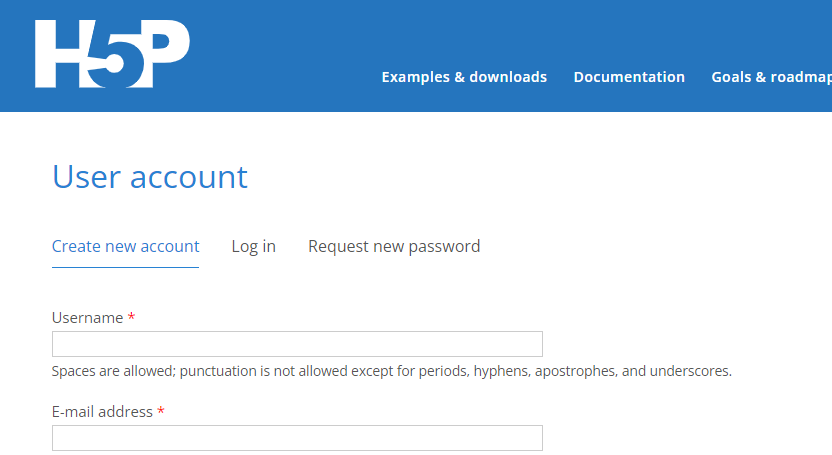 H5P
Examples & downloads Documentation Goals & roadmap
User account
Create new account Log in Request new password
Username *
Spaces are allowed; punctuation is not allowed except for periods, hyphens, apostrophes, and underscores.
E-mail address *